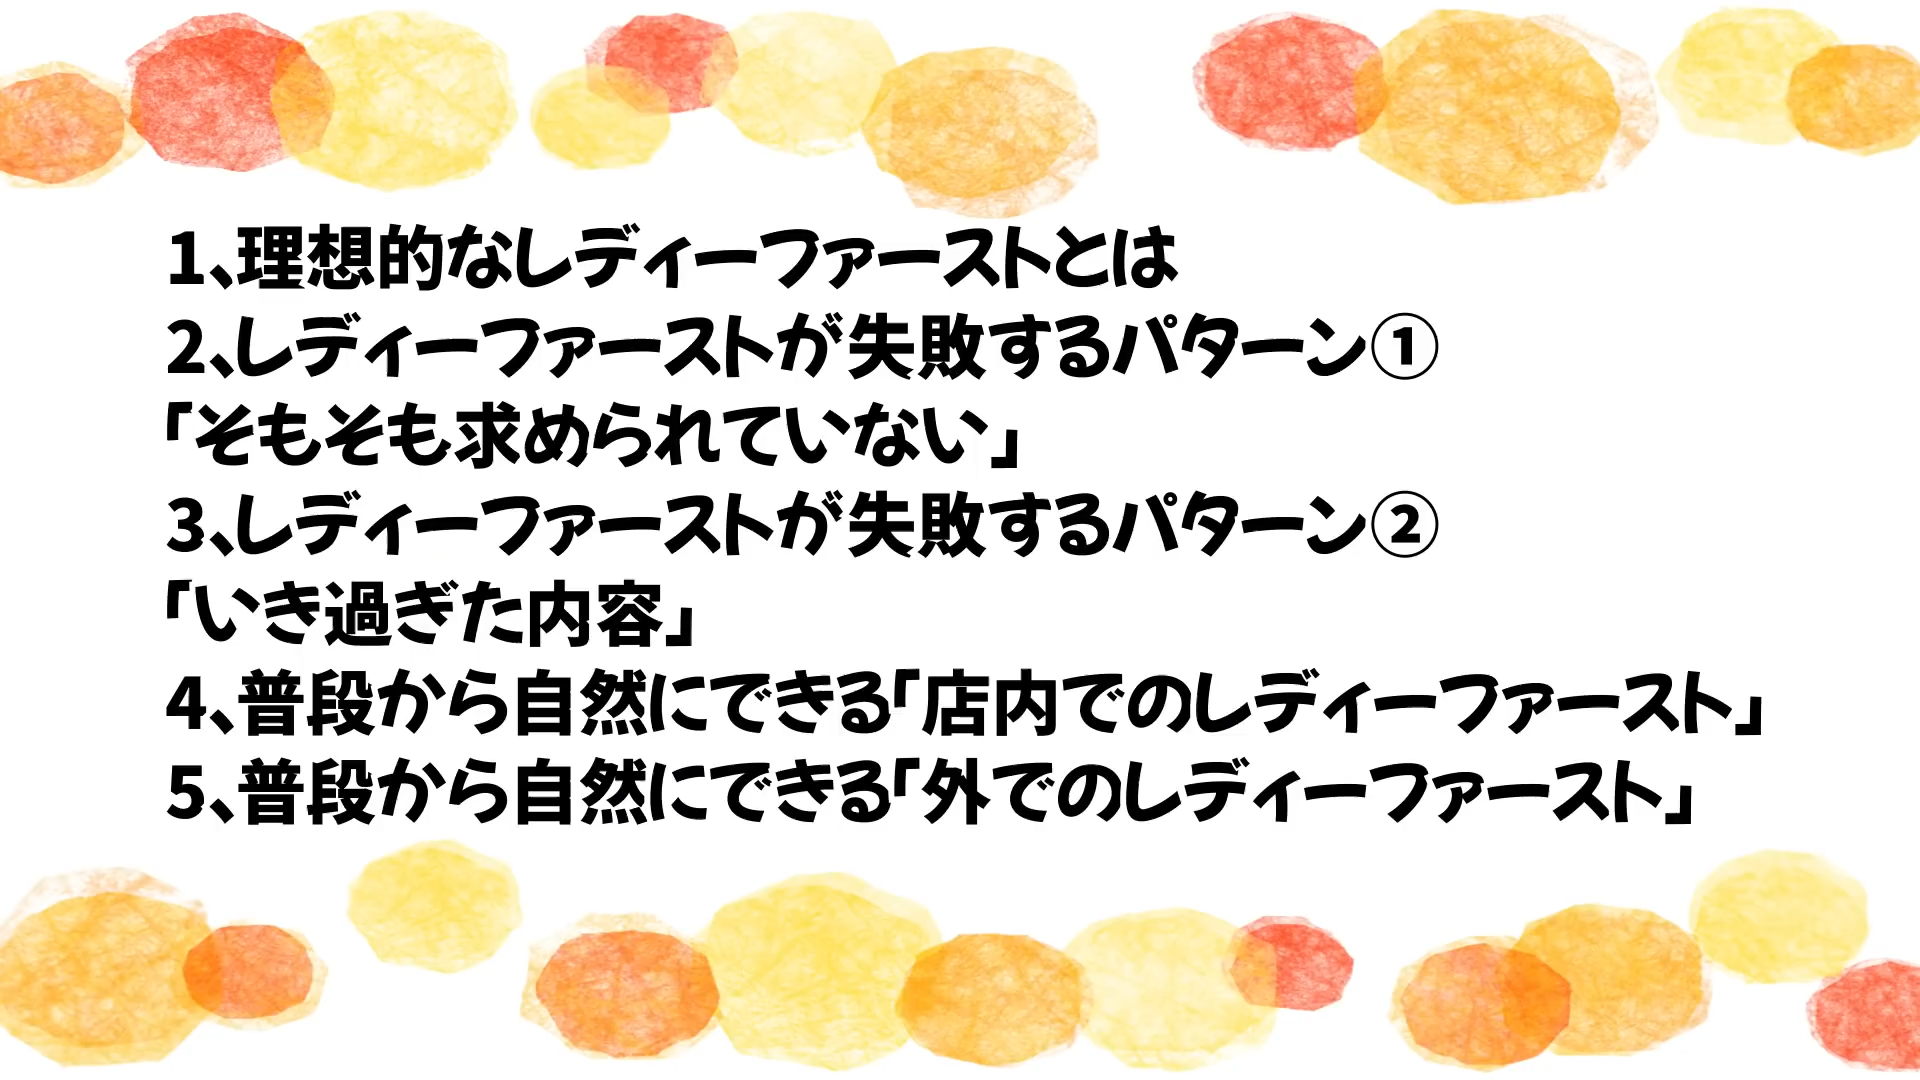 1、理想的なレディーファーストとは
2、レディーファーストが失敗するパターン①
「そもそも求められていない」
3、レディーファーストが失敗するパターン②
「いき過ぎた内容」
4、普段から自然にできる「店内でのレディーファースト」
5、普段から自然にできる「外でのレディーファースト」